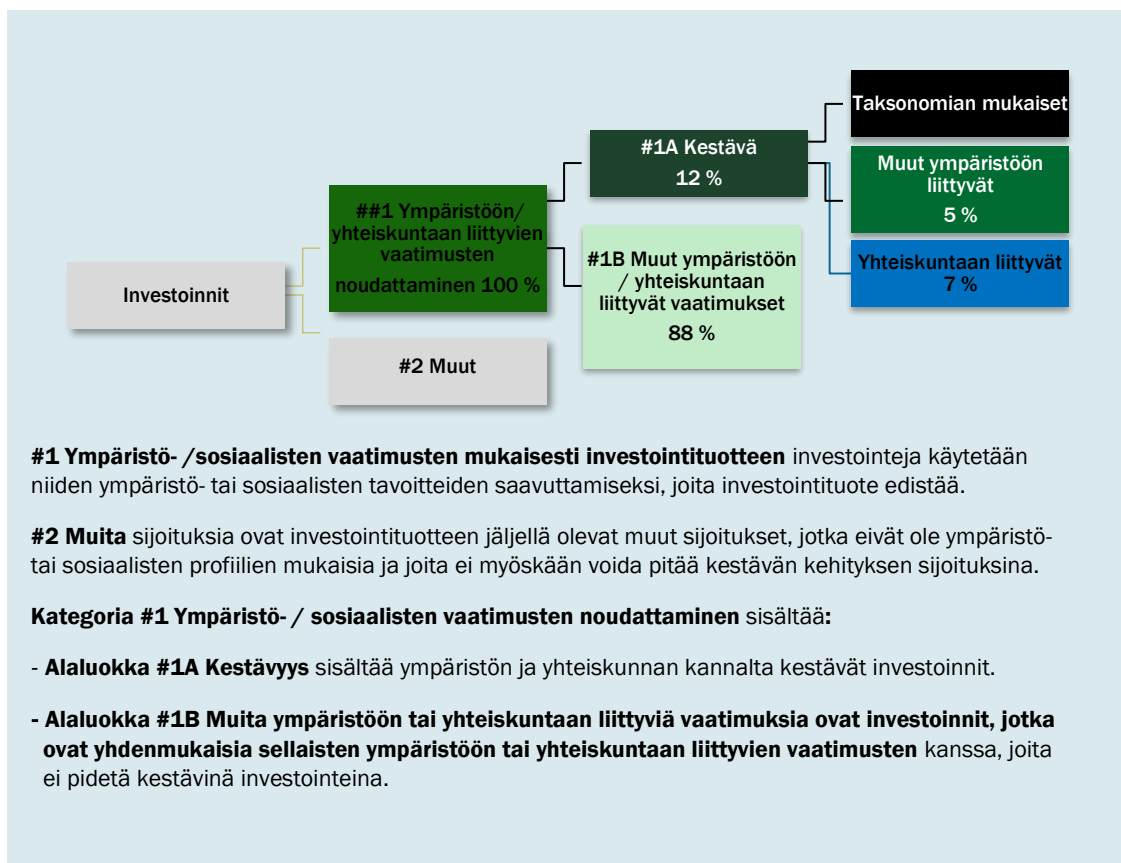 Investoinnit
##1 Ympäristöön/
yhteiskuntaan liittyvien
vaatimusten
noudattaminen 100 %
#2 Muut
#1A Kestävä
12 %
#1B Muut ympäristöön
/ yhteiskuntaan
liittyvät vaatimukset
88 %
Taksonomian mukaiset
Muut ympäristöön
liittyvät
5 %
Yhteiskuntaan liittyvät
7 %
#1 Ympäristö- /sosiaalisten vaatimusten mukaisesti investointituotteen investointeja käytetään
niiden ympäristö- tai sosiaalisten tavoitteiden saavuttamiseksi, joita investointituote edistää.
#2 Muita sijoituksia ovat investointituotteen jäljellä olevat muut sijoitukset, jotka eivät ole ympäristö-
tai sosiaalisten profiilien mukaisia ja joita ei myöskään voida pitää kestävän kehityksen sijoituksina.
Kategoria #1 Ympäristö- / sosiaalisten vaatimusten noudattaminen sisältää:
- Alaluokka #1A Kestävyys sisältää ympäristön ja yhteiskunnan kannalta kestävät investoinnit.
- Alaluokka #1B Muita ympäristöön tai yhteiskuntaan liittyviä vaatimuksia ovat investoinnit, jotka
ovat yhdenmukaisia sellaisten ympäristöön tai yhteiskuntaan liittyvien vaatimusten kanssa, joita
ei pidetä kestävinä investointeina.